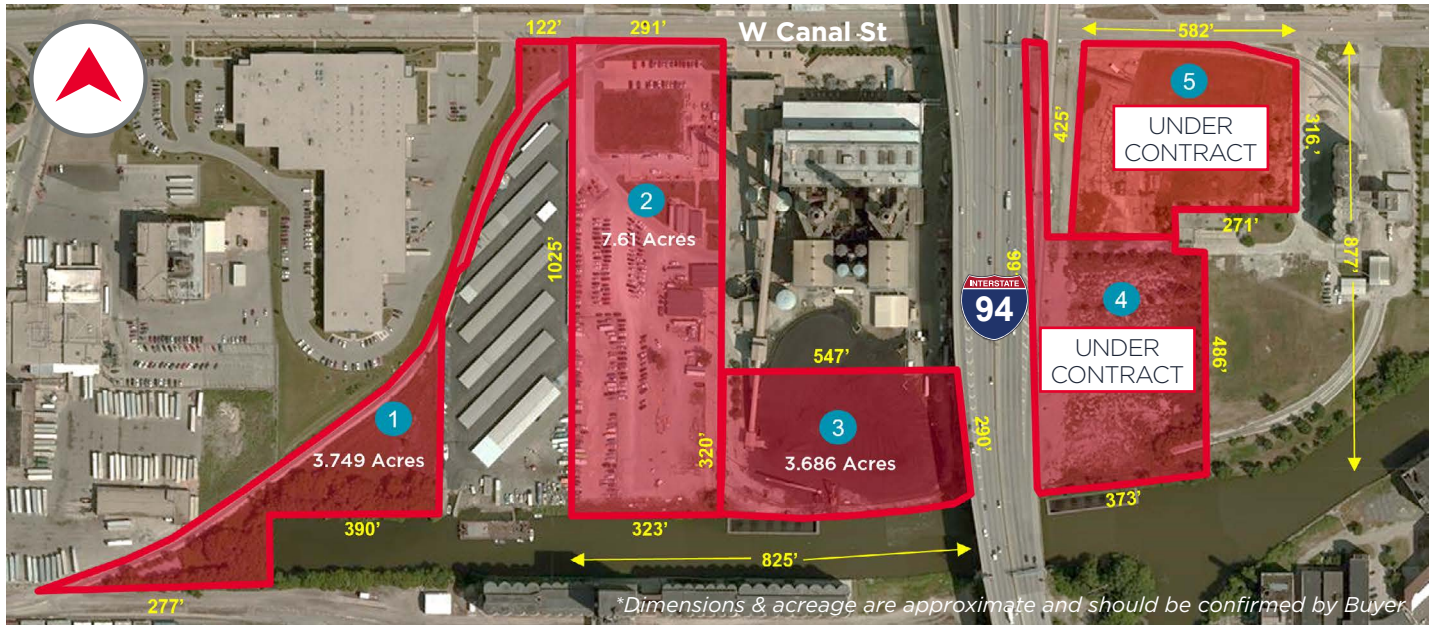 122’
291’
W Canal St
582’
5
UNDER
CONTRACT
425’
316’
271’
877’
2
7.61 Acres
1025’
99’
INTERSTATE
94
4
UNDER
CONTRACT
486’
547’
1
3.749 Acres
3
3.686 Acres
320’
290’
390’
323’
373’
825’
277’
*Dimensions & acreage are approximate and should be confirmed by Buyer